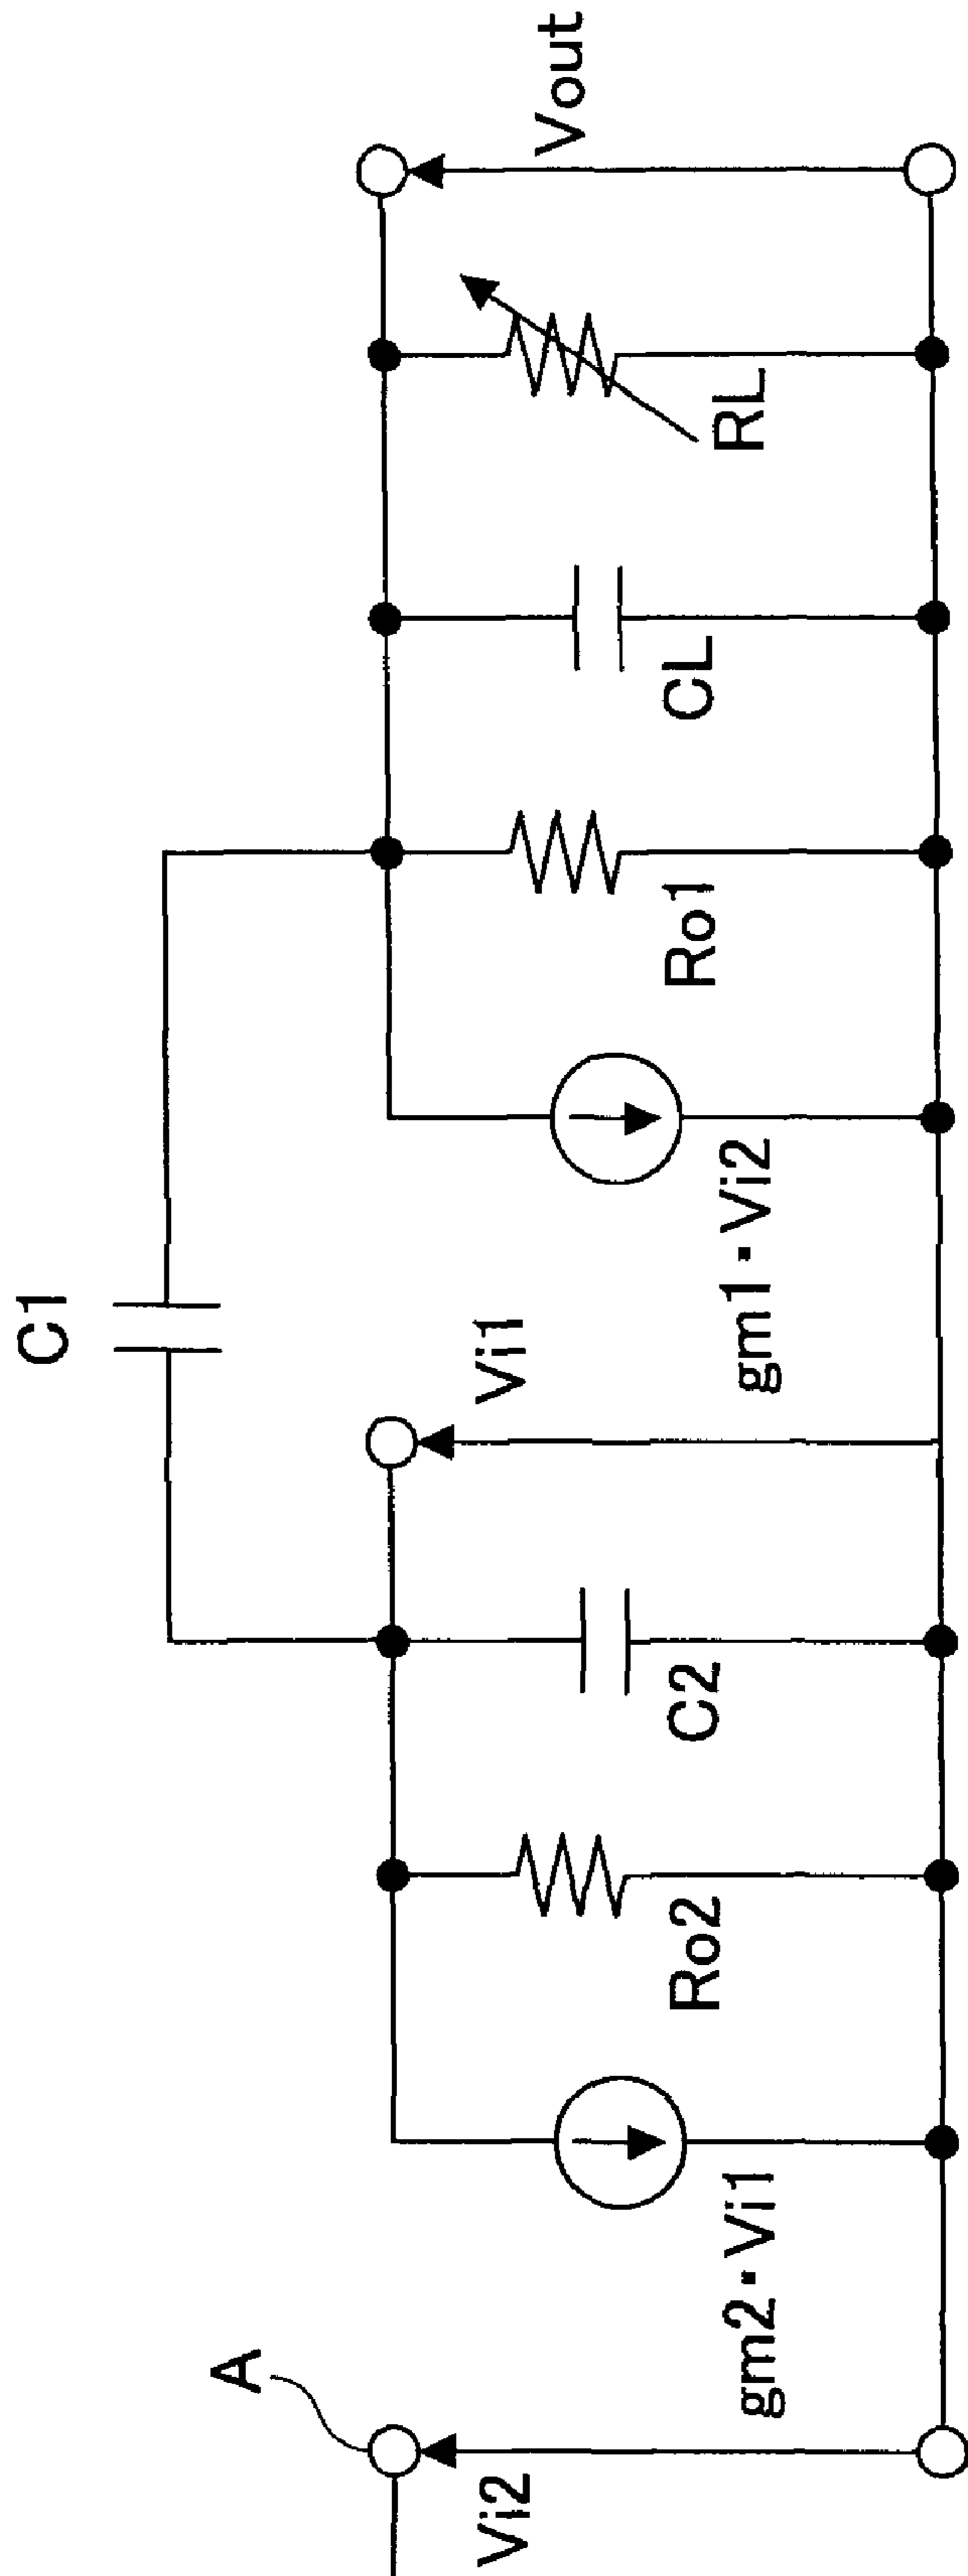 C1
A
Vi2
gm2・Vi1
Ro2
C2
Vi1
gm1・Vi2
Ro1
CL
RL
Vout